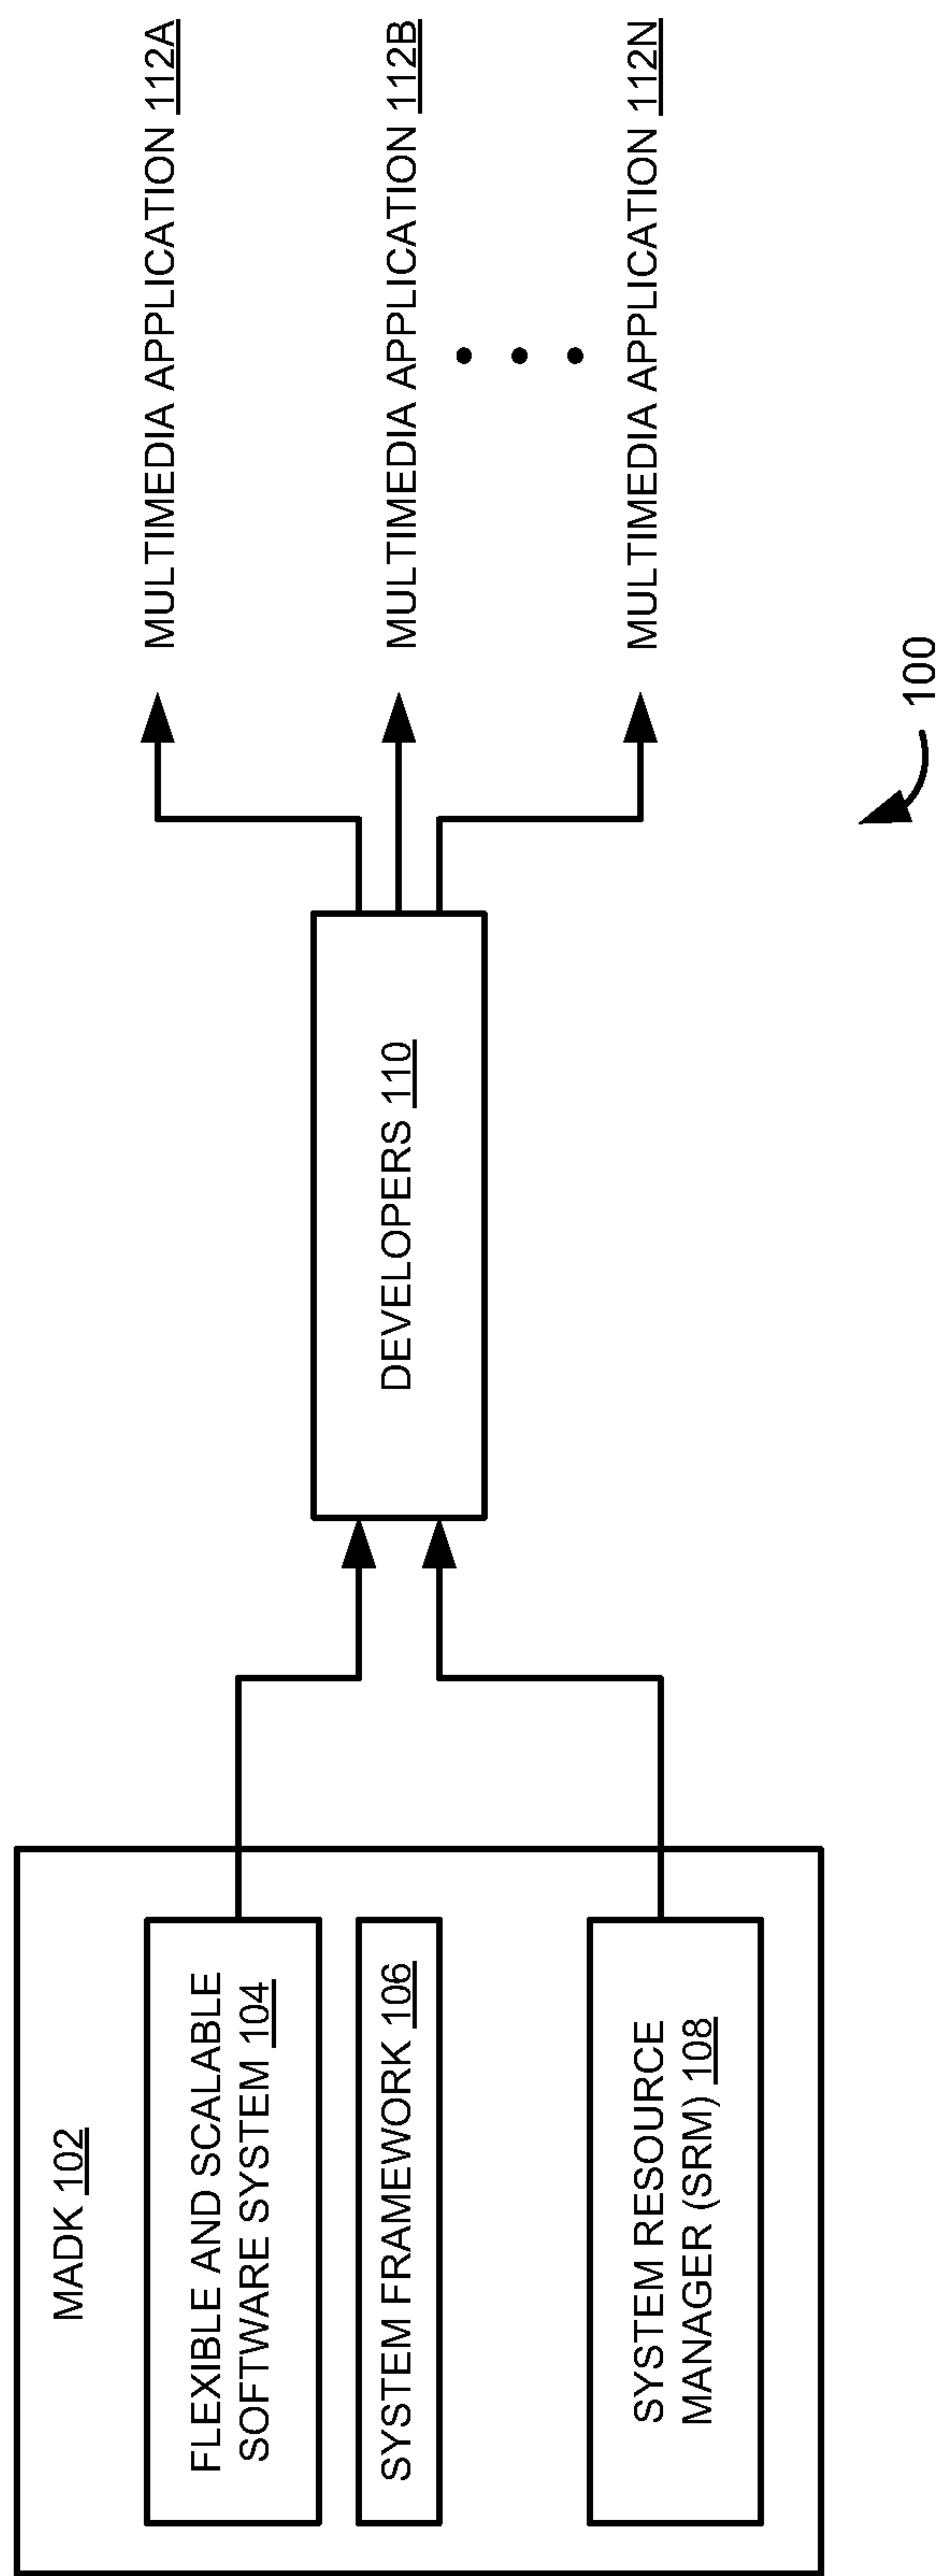 MADK 102
FLEXIBLE AND SCALABLE
SOFTWARE SYSTEM 104
SYSTEM FRAMEWORK 106
SYSTEM RESOURCE
MANAGER (SRM) 108
DEVELOPERS 110
MULTIMEDIA APPLICATION 112A
MULTIMEDIA APPLICATION 112B
MULTIMEDIA APPLICATION 112N
100